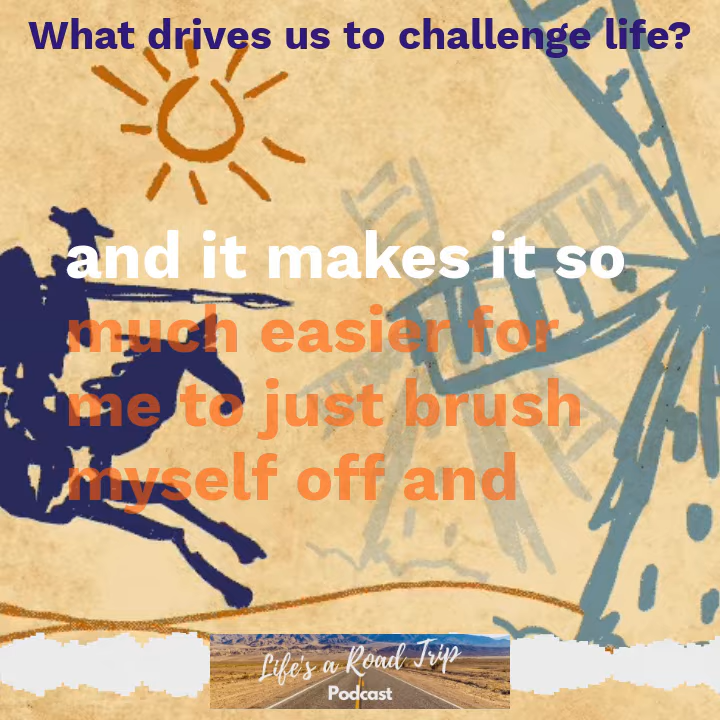 What drives us to challenge life?
and it makes it so
much easier for
me to just brush
myself off and
Life's a Road Trip
Podcast